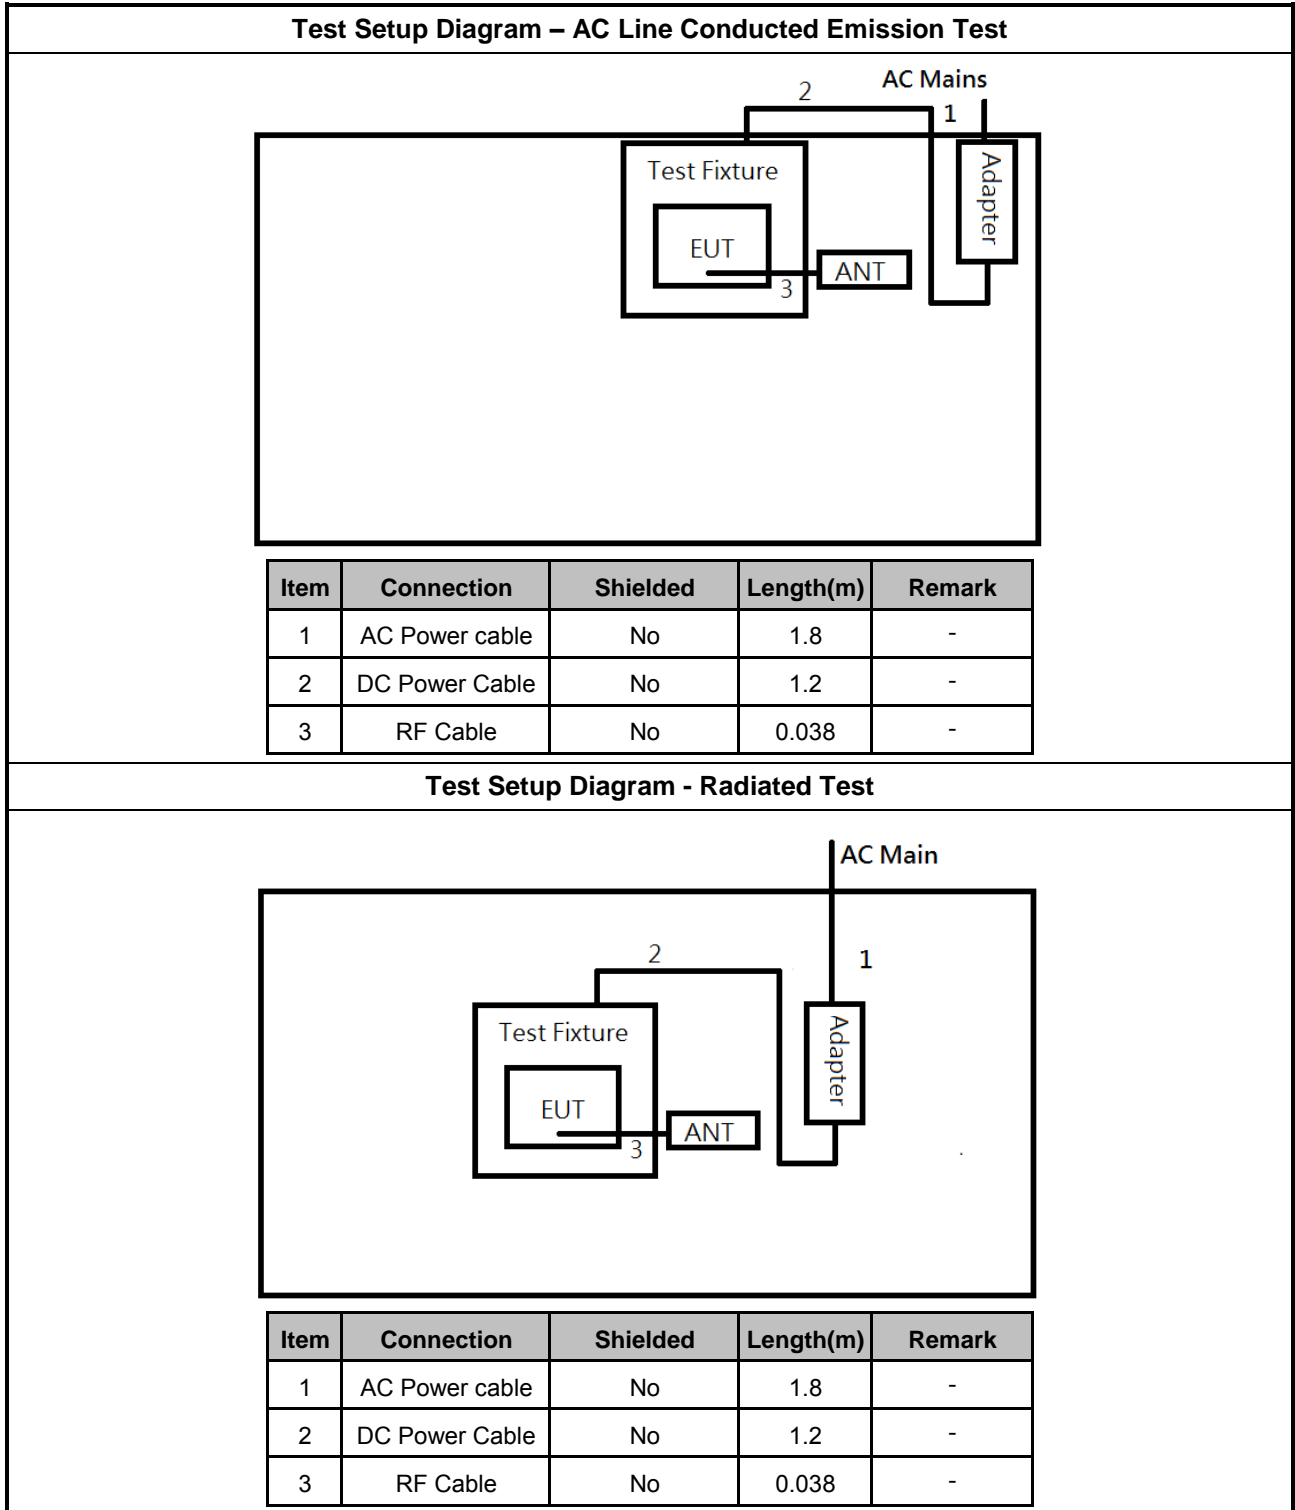 Test Setup Diagram – AC Line Conducted Emission Test
AC Mains
2
1
Test Fixture
Adapter
EUT
ANT
3
Item Connection Shielded Length(m) Remark
1 AC Power cable No 1.8 -
2 DC Power Cable No 1.2 -
3 RF Cable No 0.038 -
Test Setup Diagram - Radiated Test
AC Main
2
1
Test Fixture
Adapter
EUT
ANT
3
Item Connection Shielded Length(m) Remark
1 AC Power cable No 1.8 -
2 DC Power Cable No 1.2 -
3 RF Cable No 0.038 -